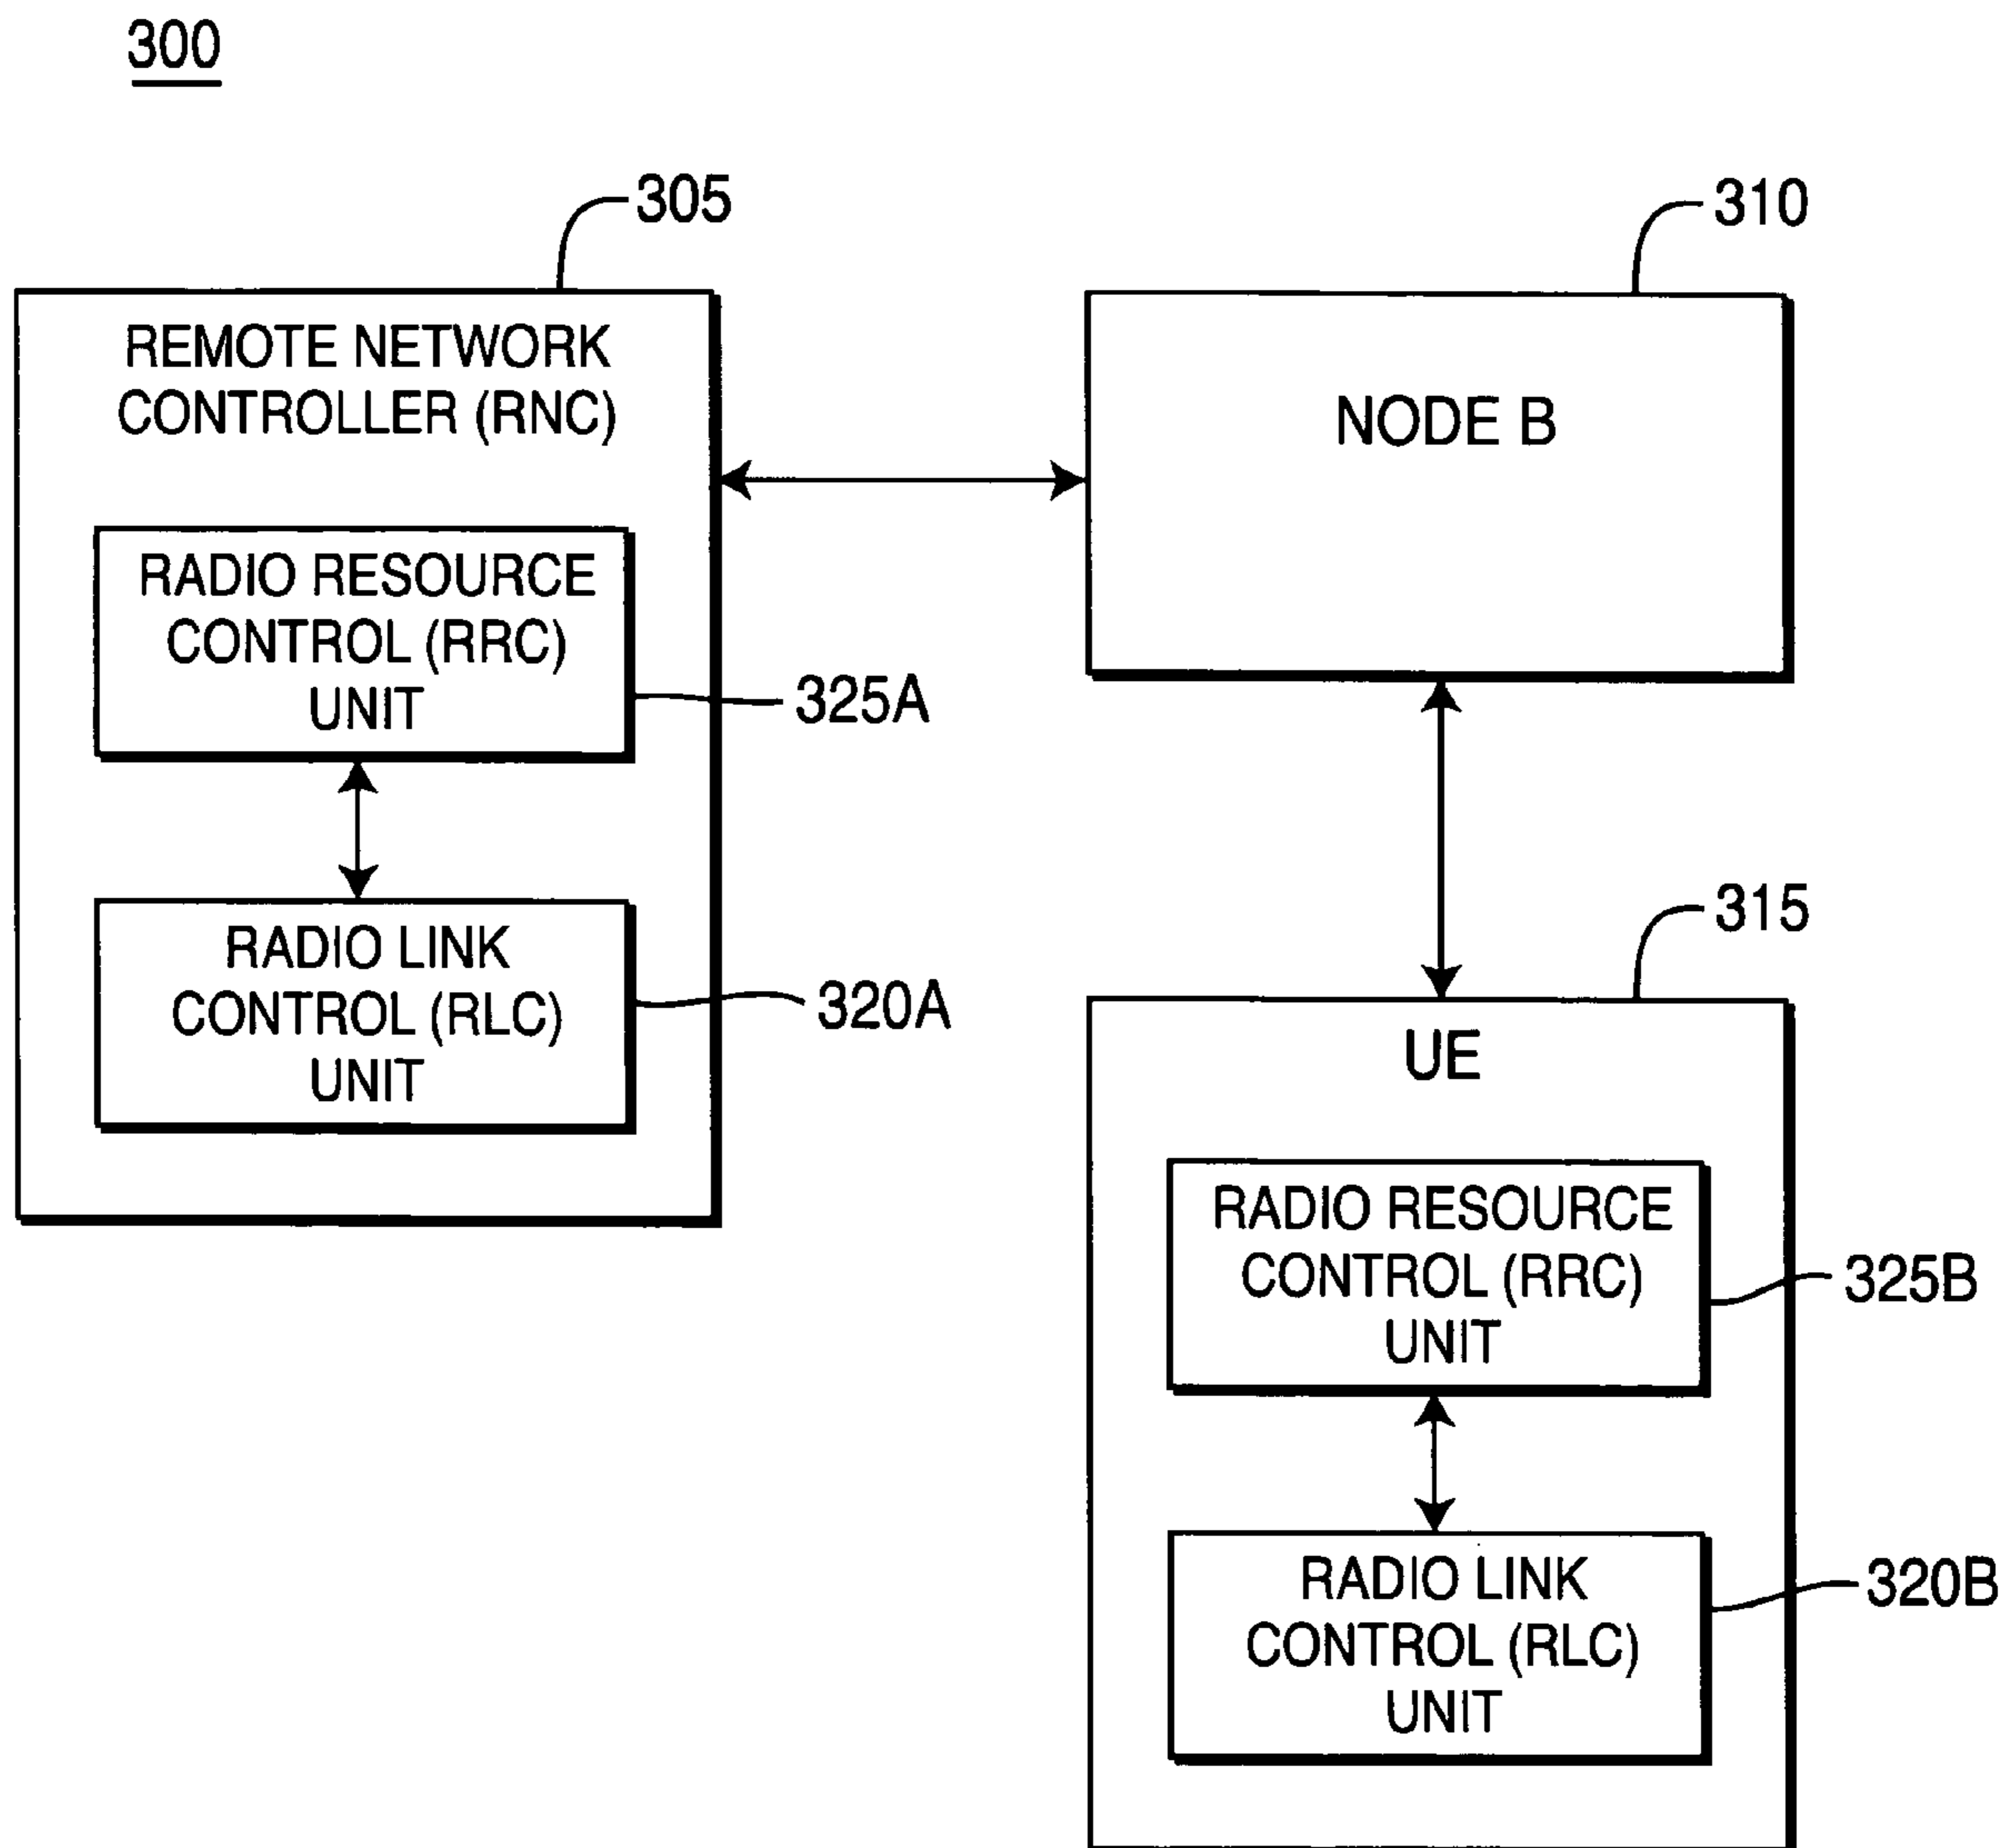 300
305
REMOTE NETWORK
CONTROLLER (RNC)
RADIO RESOURCE
CONTROL (RRC)
UNIT
325A
RADIO LINK
CONTROL (RLC)
UNIT
320A
310
NODE B
315
UE
RADIO RESOURCE
CONTROL (RRC)
UNIT
325B
RADIO LINK
CONTROL (RLC)
UNIT
320B